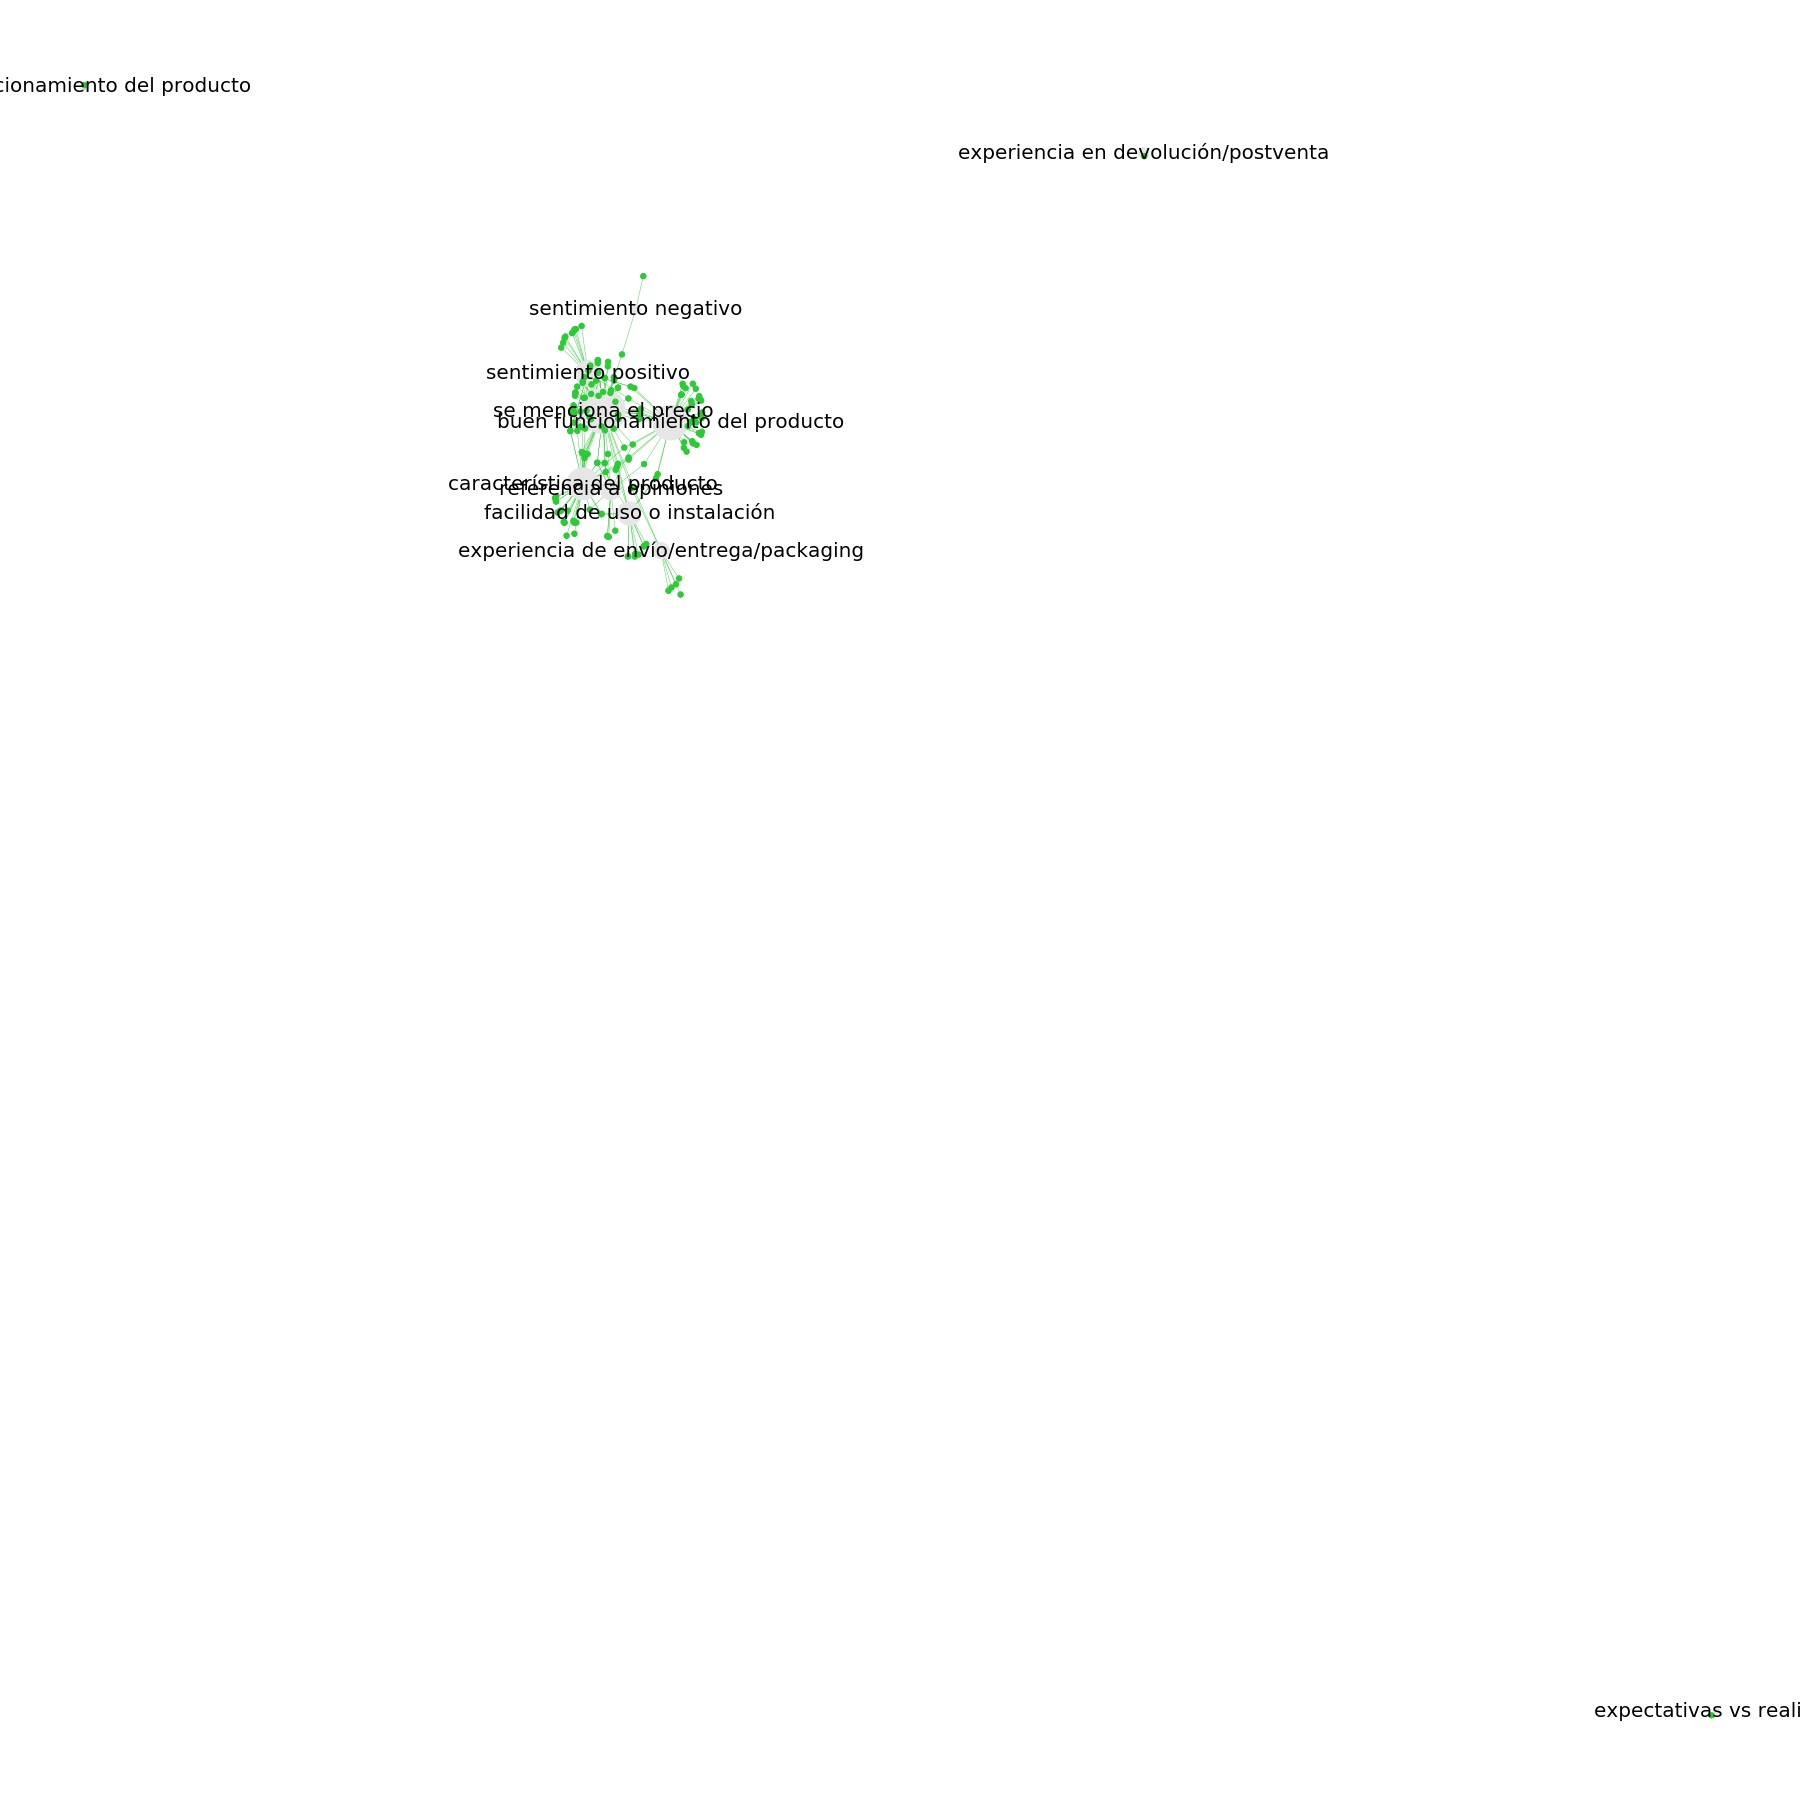 cionamiento del producto
experiencia en devolución/postventa
sentimiento negativo
sentimiento positivo
se menciona el precio
buen funcionamiento del producto
característica del producto
referencia a opiniones
facilidad de uso o instalación
experiencia de envío/entrega/packaging
expectativas vs reali